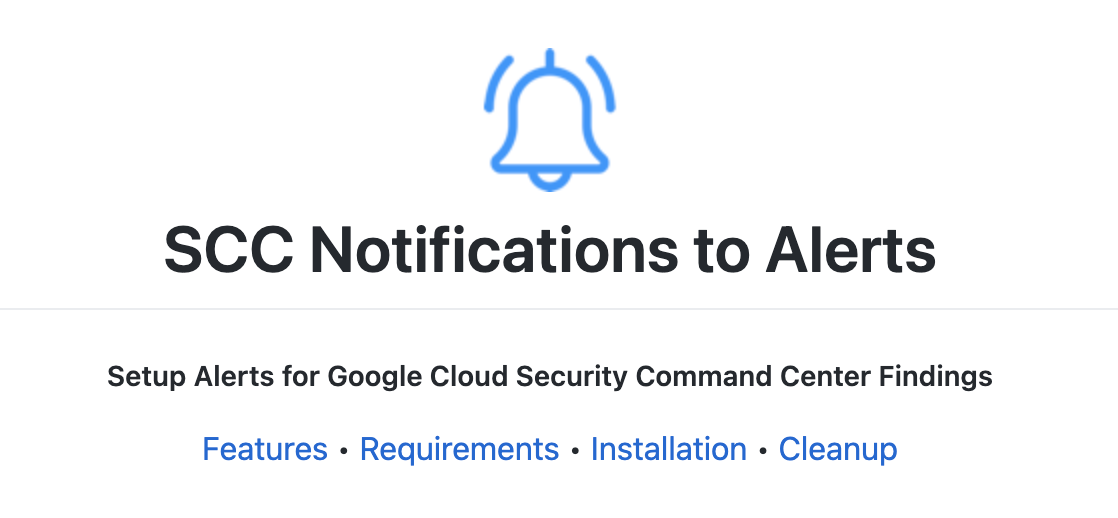 SCC Notifications to Alerts
Setup Alerts for Google Cloud Security Command Center Findings
Features • Requirements • Installation • Cleanup